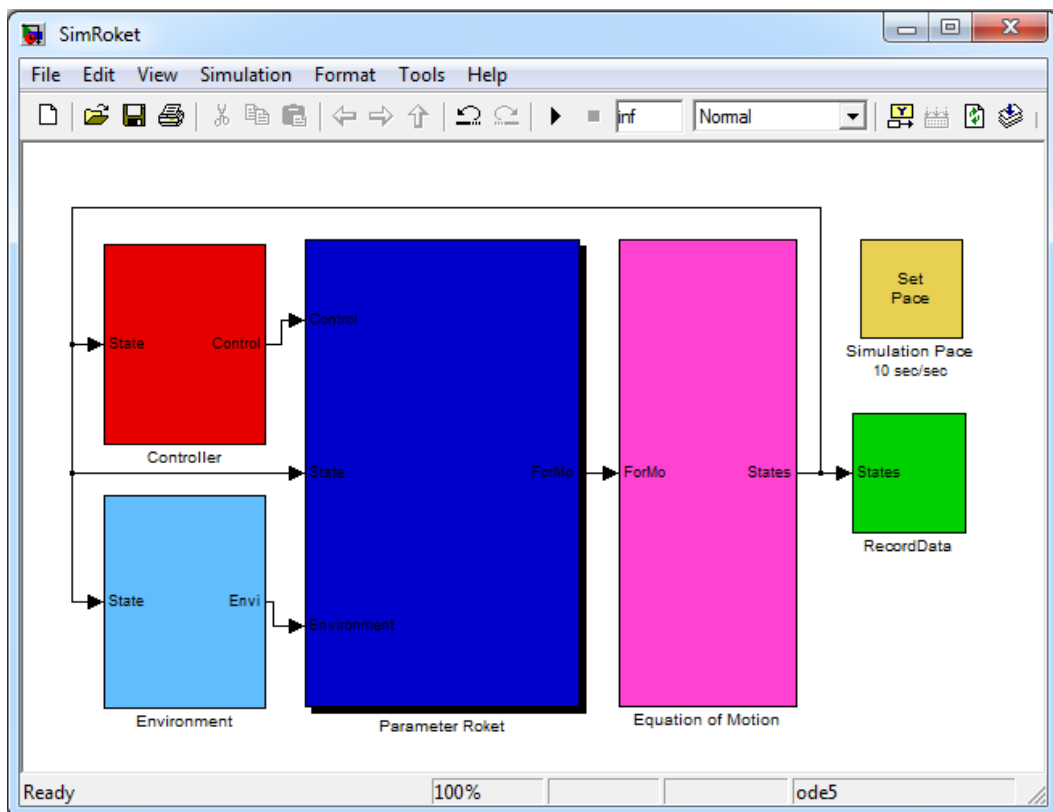 SimRoket
File Edit View Simulation Format Tools Help
inf Normal
State Control
Controller
State Envi
Environment
Control
State ForMo
Environment
Parameter Roket
ForMo States
Equation of Motion
Set
Pace
Simulation Pace
10 sec/sec
States
RecordData
Ready 100% ode5